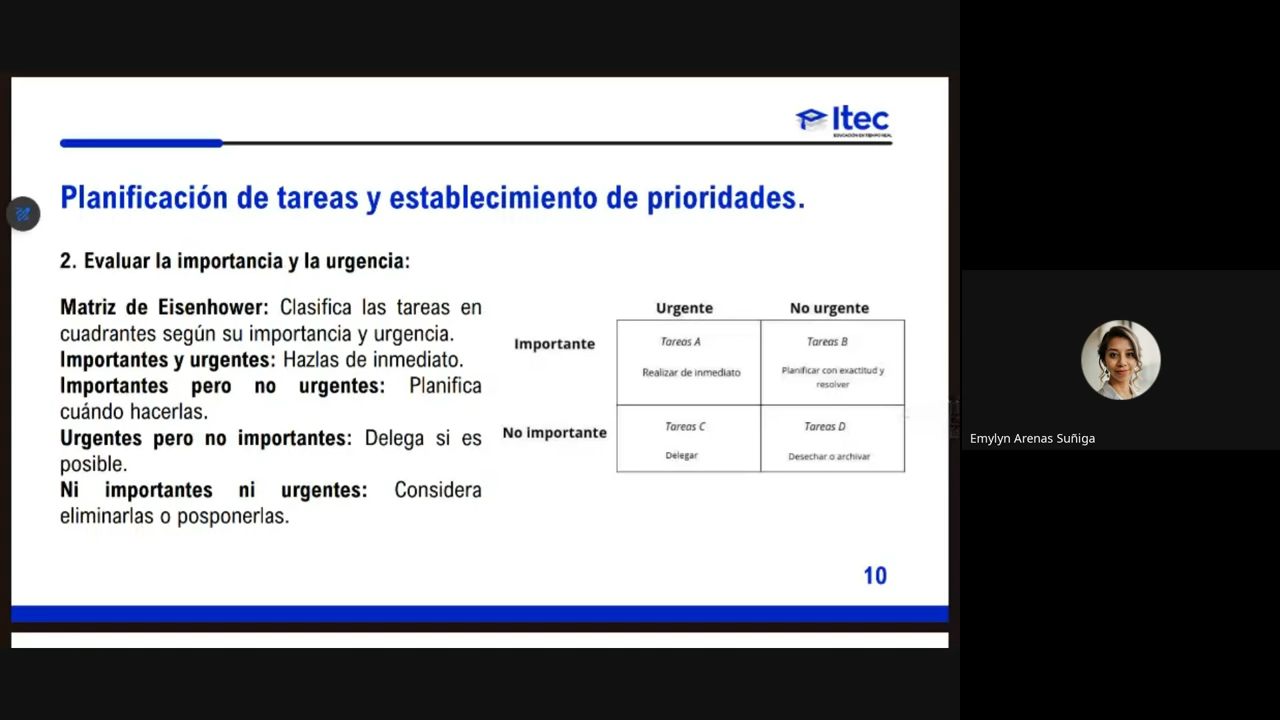 Itec
EDUCACIÓN EN TIEMPO REAL
Planificación de tareas y establecimiento de prioridades.
2. Evaluar la importancia y la urgencia:
Matriz de Eisenhower: Clasifica las tareas en
cuadrantes según su importancia y urgencia.
Importantes y urgentes: Hazlas de inmediato.
Importantes pero no urgentes: Planifica
cuándo hacerlas.
Urgentes pero no importantes: Delega si es
posible.
Ni importantes ni urgentes: Considera
eliminarlas o posponerlas.
Urgente No urgente
Importante
Tareas A
Realizar de inmediato
Tareas B
Planificar con exactitud y
resolver
No importante
Tareas C
Delegar
Tareas D
Desechar o archivar
10
Emylyn Arenas Suñiga